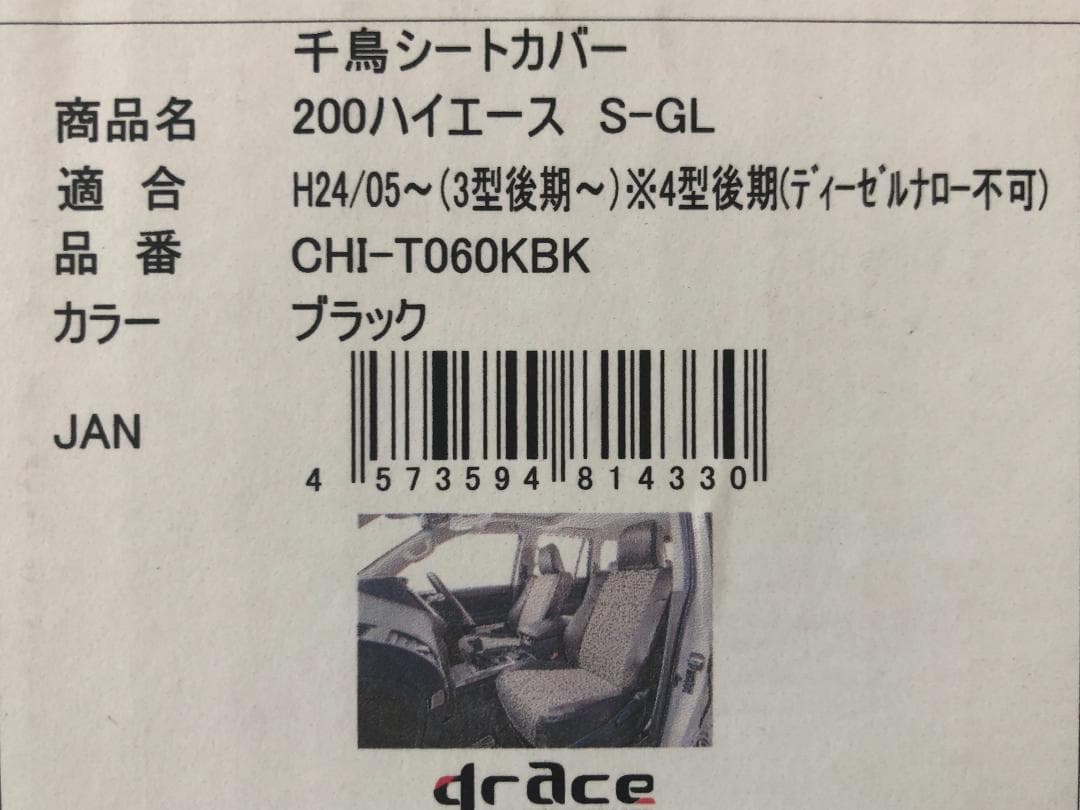 千鳥シートカバー
商品名 200ハイエース S-GL
適 合 H24/05～(3型後期～)※4型後期(ﾃﾞｨｰｾﾞﾙﾅﾛｰ不可)
品 番 CHI-T060KBK
カラー ブラック
JAN
4 573594 814330
grace